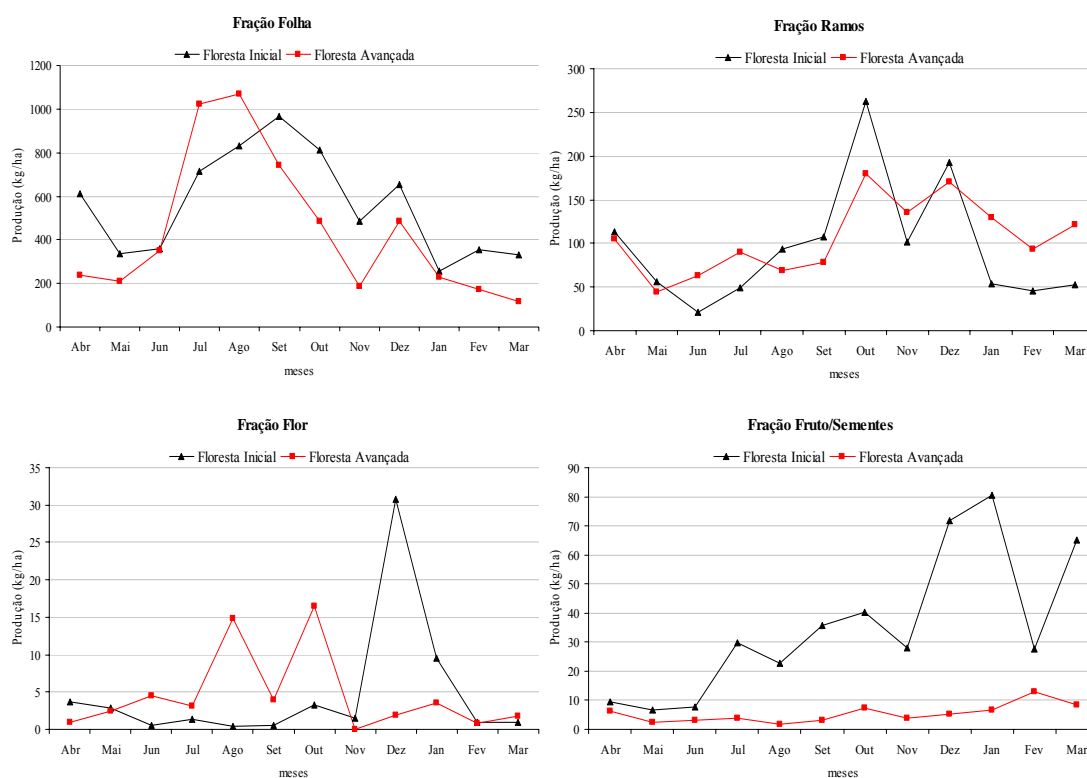 Fração Folha
Floresta Inicial Floresta Avançada
Produção (kg/ha)
1200
1000
800
600
400
200
0
Abr Mai Jun Jul Ago Set Out Nov Dez Jan Fev Mar
meses
Fração Ramos
Floresta Inicial Floresta Avançada
Produção (kg/ha)
300
250
200
150
100
50
0
Abr Mai Jun Jul Ago Set Out Nov Dez Jan Fev Mar
meses
Fração Flor
Floresta Inicial Floresta Avançada
Produção (kg/ha)
35
30
25
20
15
10
5
0
Abr Mai Jun Jul Ago Set Out Nov Dez Jan Fev Mar
meses
Fração Fruto/Sementes
Floresta Inicial Floresta Avançada
Produção (kg/ha)
90
80
70
60
50
40
30
20
10
0
Abr Mai Jun Jul Ago Set Out Nov Dez Jan Fev Mar
meses